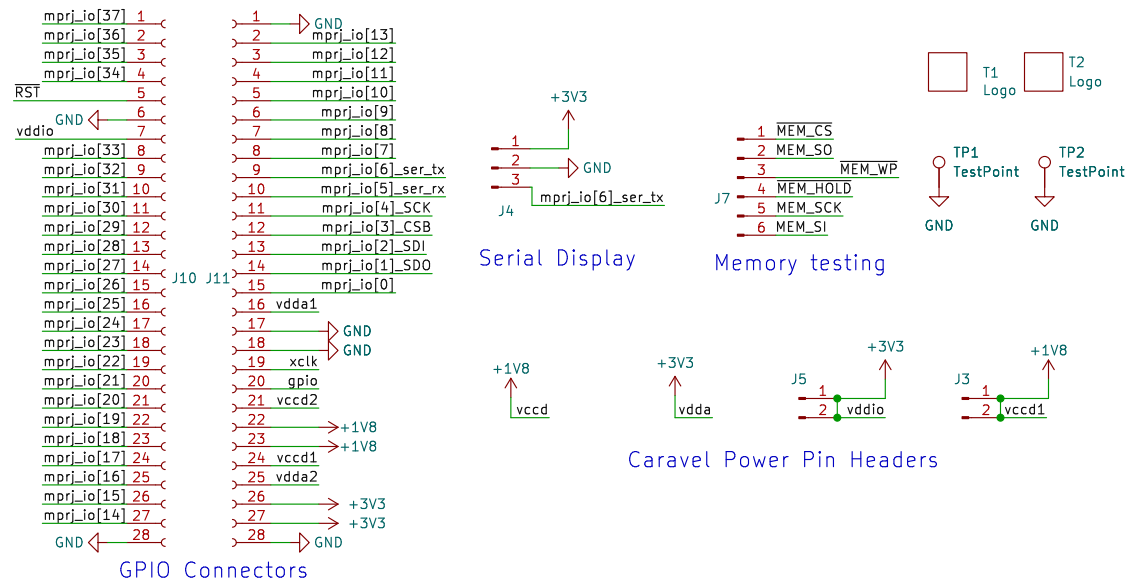 mprj_io[37] 1
mprj_io[36] 2
mprj_io[35] 3
mprj_io[34] 4
RST 5
GND 6
vddio 7
mprj_io[33] 8
mprj_io[32] 9
mprj_io[31] 10
mprj_io[30] 11
mprj_io[29] 12
mprj_io[28] 13
mprj_io[27] 14
mprj_io[26] 15
mprj_io[25] 16
mprj_io[24] 17
mprj_io[23] 18
mprj_io[22] 19
mprj_io[21] 20
mprj_io[20] 21
mprj_io[19] 22
mprj_io[18] 23
mprj_io[17] 24
mprj_io[16] 25
mprj_io[15] 26
mprj_io[14] 27
GND 28
J10
J11
1 GND
2 mprj_io[13]
3 mprj_io[12]
4 mprj_io[11]
5 mprj_io[10]
6 mprj_io[9]
7 mprj_io[8]
8 mprj_io[7]
9 mprj_io[6]_ser_tx
10 mprj_io[5]_ser_rx
11 mprj_io[4]_SCK
12 mprj_io[3]_CSB
13 mprj_io[2]_SDI
14 mprj_io[1]_SDO
15 mprj_io[0]
16 vdda1
17 GND
18 GND
19 xclk
20 gpio
21 vccd2
22 +1V8
23 +1V8
24 vccd1
25 vdda2
26 +3V3
27 +3V3
28 GND
GPIO Connectors
+3V3
1
2 GND
3
mprj_io[6]_ser_tx
J4
Serial Display
1 MEM_CS
2 MEM_SO
3 MEM_WP
4 MEM_HOLD
5 MEM_SCK
6 MEM_SI
J7
Memory testing
T1
Logo
T2
Logo
TP1
TestPoint
GND
TP2
TestPoint
GND
+1V8
vccd
+3V3
vdda
+3V3
J5
1
2 vddio
+1V8
J3
1
2 vccd1
Caravel Power Pin Headers